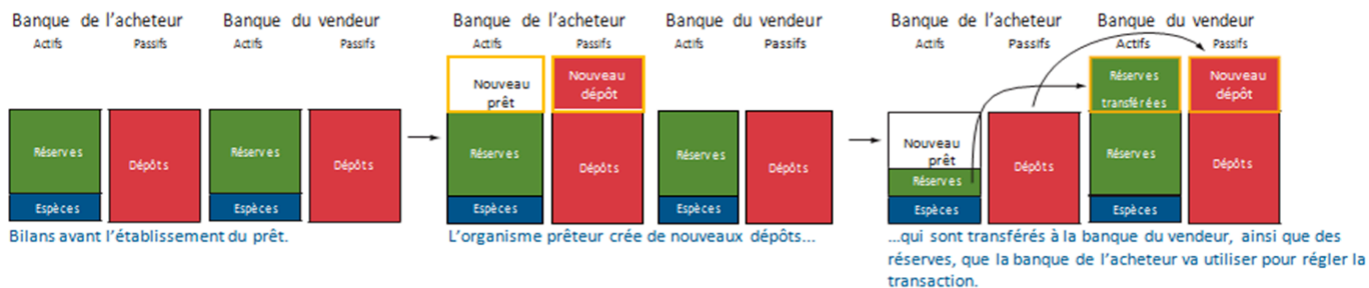 Banque de l'acheteur
Banque du vendeur
Actifs
Passifs
Actifs
Passifs
Réserves
Espèces
Dépôts
Réserves
Espèces
Dépôts
Bilans avant l'établissement du prêt.
Banque de l'acheteur
Banque du vendeur
Actifs
Passifs
Actifs
Passifs
Nouveau
prêt
Nouveau
dépôt
Réserves
Espèces
Dépôts
Réserves
Espèces
Dépôts
L'organisme prêteur crée de nouveaux dépôts...
Banque de l'acheteur
Banque du vendeur
Actifs
Passifs
Actifs
Passifs
Nouveau
prêt
Réserves
Espèces
Dépôts
Réserves
transférées
Réserves
Espèces
Nouveau
dépôt
Dépôts
...qui sont transférés à la banque du vendeur, ainsi que des
réserves, que la banque de l'acheteur va utiliser pour régler la
transaction.